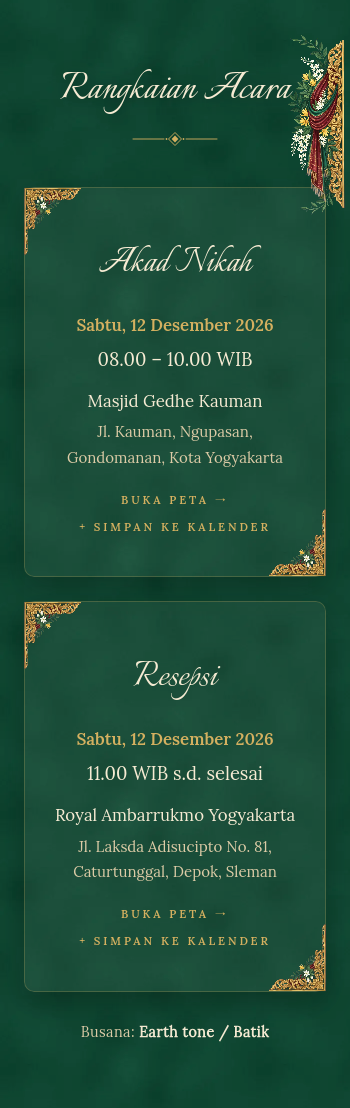 Rangkaian Acara
Akad Nikah
Sabtu, 12 Desember 2026
08.00 – 10.00 WIB
Masjid Gedhe Kauman
Jl. Kauman, Ngupasan,
Gondomanan, Kota Yogyakarta
BUKA PETA →
+ SIMPAN KE KALENDER
Resepsi
Sabtu, 12 Desember 2026
11.00 WIB s.d. selesai
Royal Ambarrukmo Yogyakarta
Jl. Laksda Adisucipto No. 81,
Caturtunggal, Depok, Sleman
BUKA PETA →
+ SIMPAN KE KALENDER
Busana: Earth tone / Batik